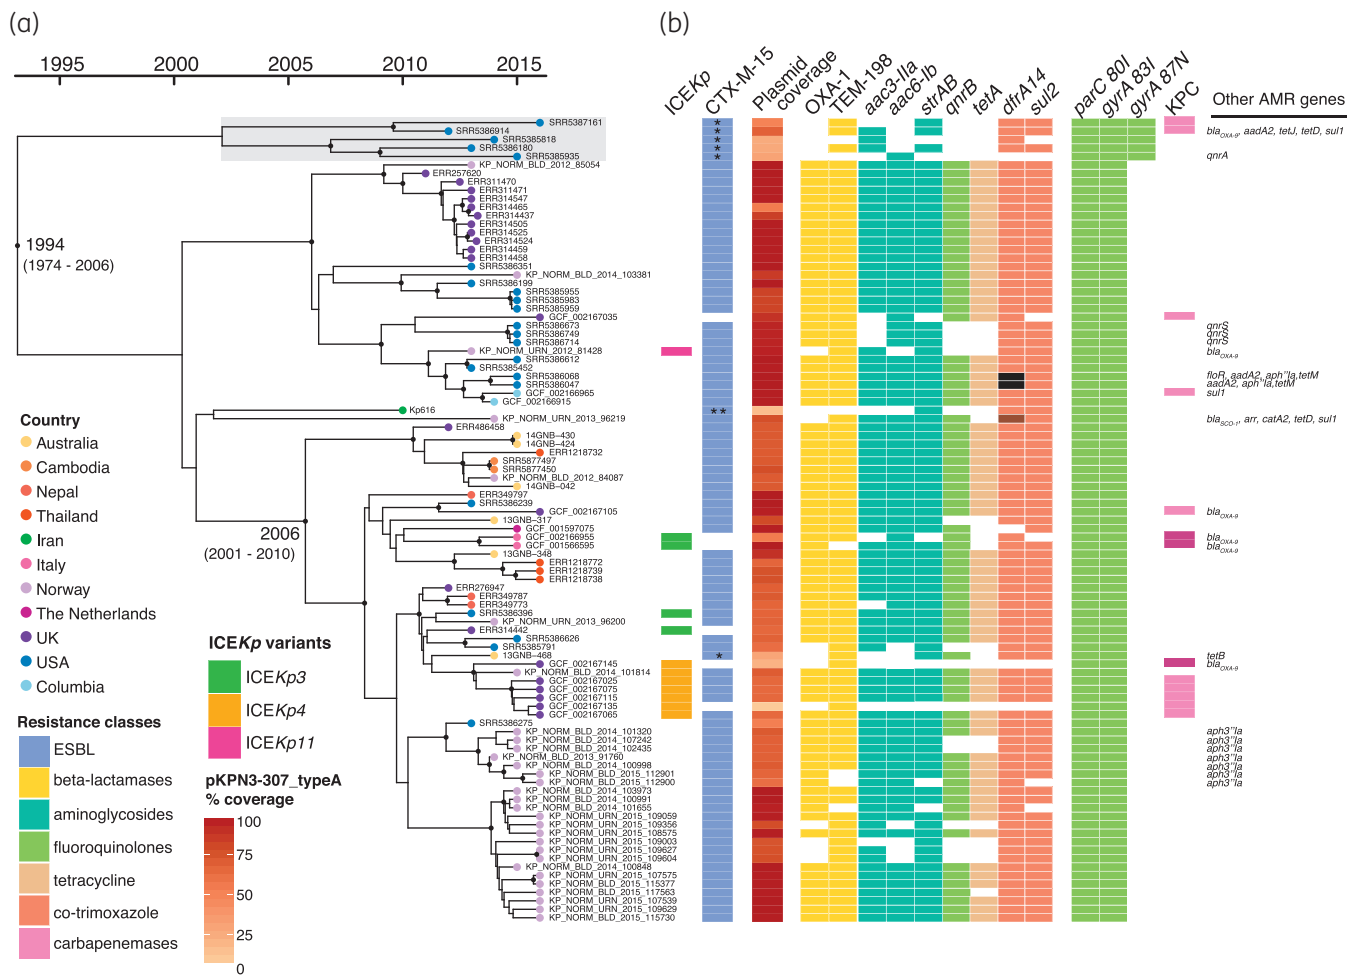 (a)
(b)
1995 2000 2005 2010 2015
ICEKp
CTX-M-15
Plasmid coverage
OXA-1
TEM-198
aac3-IIa
aac6-Ib
strAB
qnrB
tetA
dfrA14
sul2
parC 80I
gyrA 83I
gyrA 87N
KPC
Other AMR genes
SRR5387161 *
SRR5386914 * blaOXA-9, aadA2, tetJ, tetD, sul1
SRR5385818 *
SRR5386180 *
SRR5385935 * qnrA
KP_NORM_BLD_2012_85054
ERR257620
ERR311470
ERR311471
ERR314547
ERR314465
ERR314437
ERR314505
ERR314525
ERR314524
ERR314459
ERR314458
SRR5386351
KP_NORM_BLD_2014_103381
SRR5386199
SRR5385955
SRR5385983
SRR5385959
GCF_002167035
SRR5386673 qnrS
SRR5386749 qnrS
SRR5386714 qnrS
KP_NORM_URN_2012_81428 blaOXA-9
SRR5386612
SRR5385452
SRR5386068 floR, aadA2, aph"Ia,tetM
SRR5386047 aadA2, aph"Ia,tetM
GCF_002166965 sul1
GCF_002166915
Kp616 **
KP_NORM_URN_2013_96219 blaSCO-1, arr, catA2, tetD, sul1
ERR486458
14GNB-430
14GNB-424
ERR1218732
SRR5877497
SRR5877450
KP_NORM_BLD_2012_84087
14GNB-042
ERR349797
SRR5386239
GCF_002167105 blaOXA-9
13GNB-317
GCF_001597075
GCF_002166955 blaOXA-9
GCF_001566595 blaOXA-9
13GNB-348
ERR1218772
ERR1218739
ERR1218738
ERR276947
ERR349787
ERR349773
SRR5386396
KP_NORM_URN_2013_96200
ERR314442
SRR5386626
SRR5385791
13GNB-468 * tetB
GCF_002167145 blaOXA-9
KP_NORM_BLD_2014_101814
GCF_002167025
GCF_002167075
GCF_002167115
GCF_002167135
GCF_002167065
SRR5386275
KP_NORM_BLD_2014_101320 aph3"Ia
KP_NORM_BLD_2014_107242 aph3"Ia
KP_NORM_BLD_2014_102435 aph3"Ia
KP_NORM_BLD_2013_91760 aph3"Ia
KP_NORM_BLD_2014_100998 aph3"Ia
KP_NORM_BLD_2015_112901 aph3"Ia
KP_NORM_BLD_2015_112900 aph3"Ia
KP_NORM_BLD_2014_103973
KP_NORM_BLD_2014_100991
KP_NORM_BLD_2014_101655
KP_NORM_URN_2015_109059
KP_NORM_URN_2015_109356
KP_NORM_URN_2015_108575
KP_NORM_URN_2015_109003
KP_NORM_URN_2015_109627
KP_NORM_URN_2015_109604
KP_NORM_BLD_2014_100848
KP_NORM_URN_2015_107575
KP_NORM_BLD_2015_115377
KP_NORM_BLD_2015_117563
KP_NORM_URN_2015_107539
KP_NORM_URN_2015_109629
KP_NORM_BLD_2015_115730
1994
(1974 - 2006)
2006
(2001 - 2010)
Country
Australia
Cambodia
Nepal
Thailand
Iran
Italy
Norway
The Netherlands
UK
USA
Columbia
Resistance classes
ESBL
beta-lactamases
aminoglycosides
fluoroquinolones
tetracycline
co-trimoxazole
carbapenemases
ICEKp variants
ICEKp3
ICEKp4
ICEKp11
pKPN3-307_typeA
% coverage
100
75
50
25
0